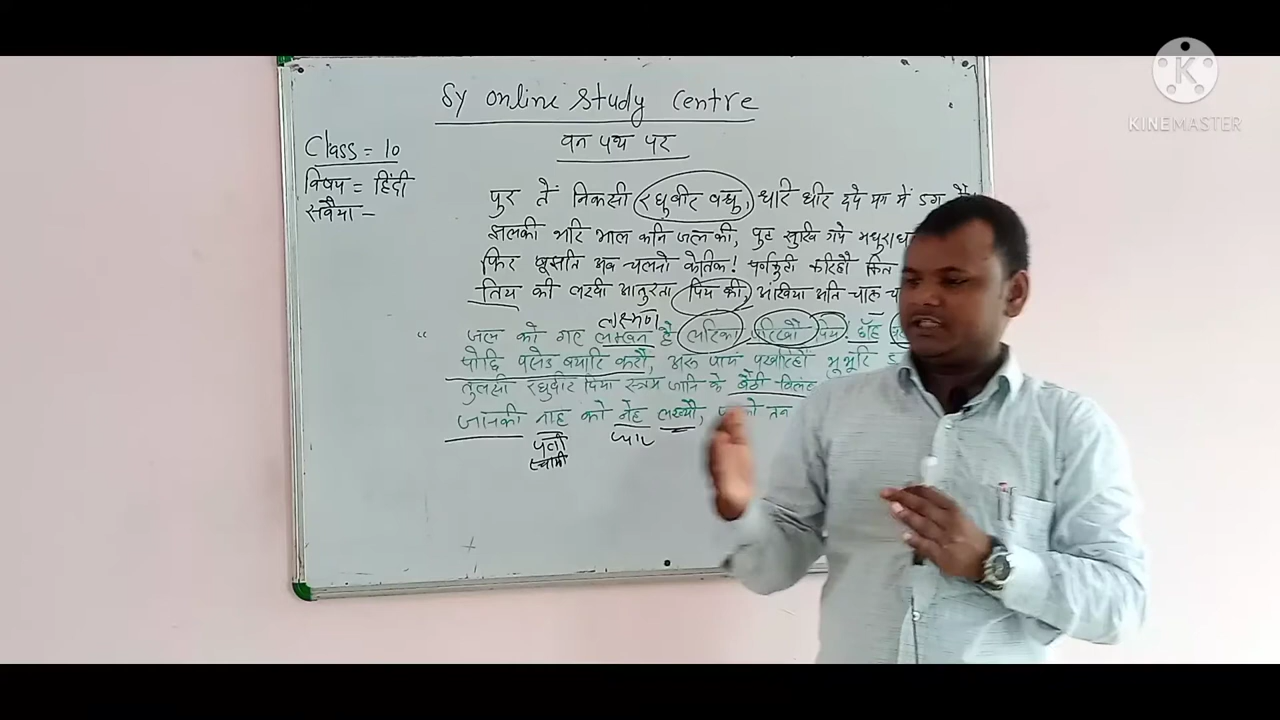 Sy online study Centre
वन पथ पर
Class = 10
विषय = हिंदी
सवैया -
पुर तें निकसी रघुवीर वधु, धरि धीर दये मग में डग
झलकी भरि भाल कनि जल की, पुट सुखि गये मधुराध
फिर बुझति अब चलनो केतिक! पर्नकुटी करिहौ कित
तिय की लखी आतुरता पिय की, अंखिया अति चारू च
लक्ष्मण
" जल को गए लक्खन है लरिका परिखौ पिय! छाँह
पोंछि पसेउ बयारि करौ, अरू पायं पखारिहौं भूभुरि ड
तुलसी रघुवीर प्रिया स्त्रम जानि के बैठी बिलंब
जानकी नाह को नेह लख्यौ, तन
पती प्यार
स्वामी
KINEMASTER